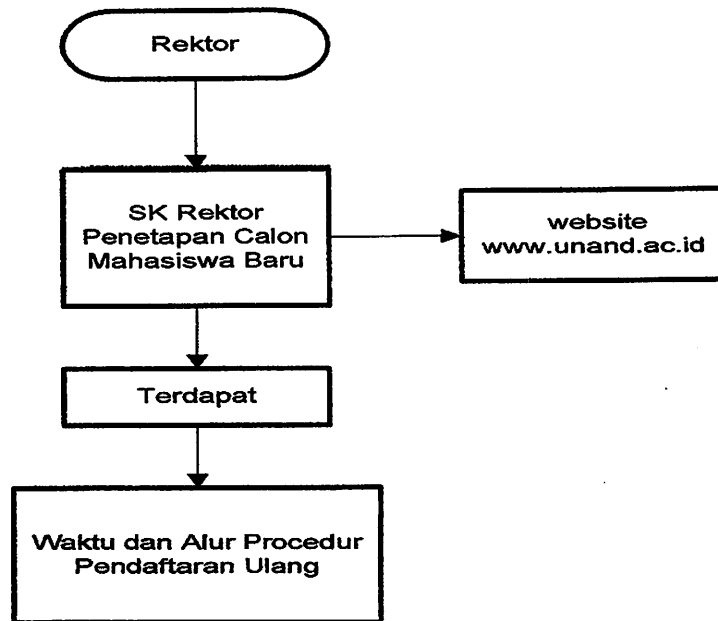 Rektor
SK Rektor
Penetapan Calon
Mahasiswa Baru
website
www.unand.ac.id
Terdapat
Waktu dan Alur Procedur
Pendaftaran Ulang